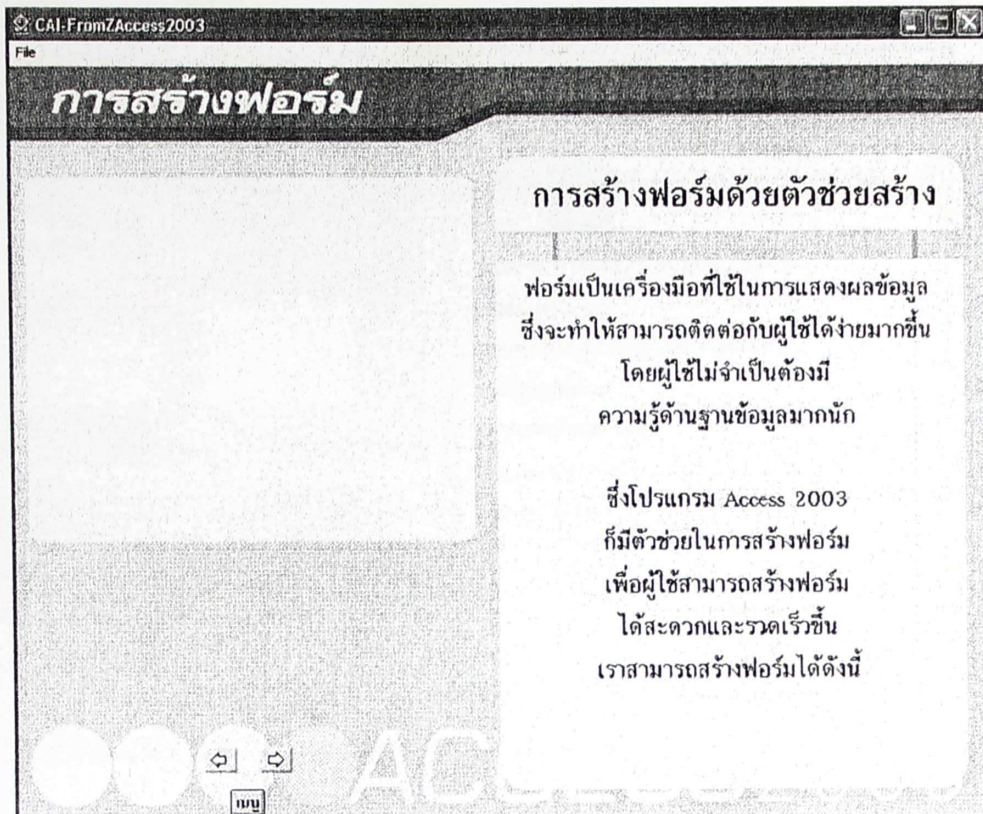 CAI-FromZAccess2003
File
การสร้างฟอร์ม
การสร้างฟอร์มด้วยตัวช่วยสร้าง
ฟอร์มเป็นเครื่องมือที่ใช้ในการแสดงผลข้อมูล
ซึ่งจะทำให้สามารถติดต่อกับผู้ใช้ได้ง่ายมากขึ้น
โดยผู้ใช้ไม่จำเป็นต้องมี
ความรู้ด้านฐานข้อมูลมากนัก
ซึ่งโปรแกรม Access 2003
ก็มีตัวช่วยในการสร้างฟอร์ม
เพื่อผู้ใช้สามารถสร้างฟอร์ม
ได้สะดวกและรวดเร็วขึ้น
เราสามารถสร้างฟอร์มได้ดังนี้
เมนู